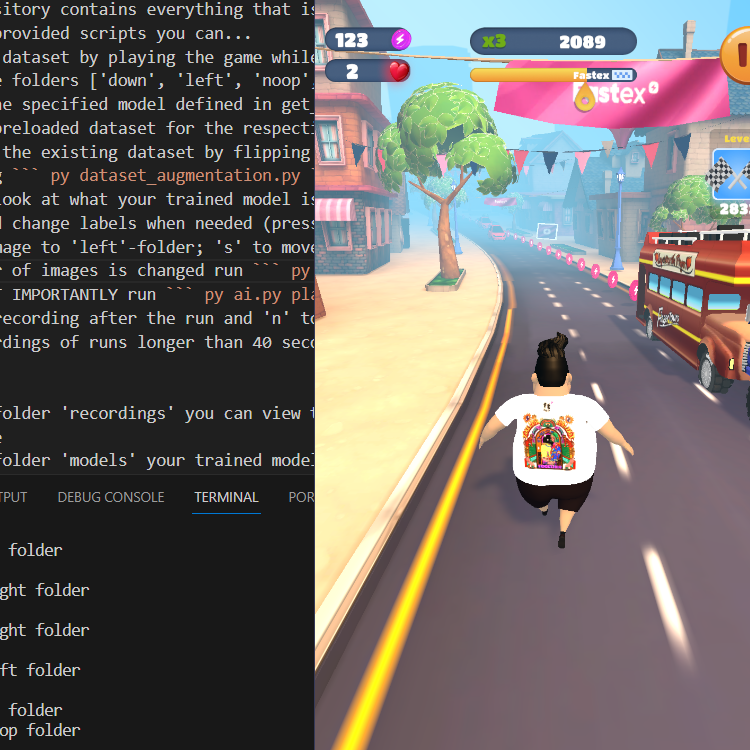 sitory contains everything that is
provided scripts you can...
dataset by playing the game while
e folders ['down', 'left', 'noop',
he specified model defined in get_
preloaded dataset for the respecti
the existing dataset by flipping
g ``` py dataset_augmentation.py `
look at what your trained model is
d change labels when needed (press
mage to 'left'-folder; 's' to move
r of images is changed run ``` py
T IMPORTANTLY run ``` py ai.py pla
recording after the run and 'n' to
rdings of runs longer than 40 seco
folder 'recordings' you can view t
e
folder 'models' your trained model
TPUT DEBUG CONSOLE TERMINAL POR
folder
ght folder
ght folder
ft folder
folder
op folder
123
x3 2089
2
Fastex
Fastex
Leve
283